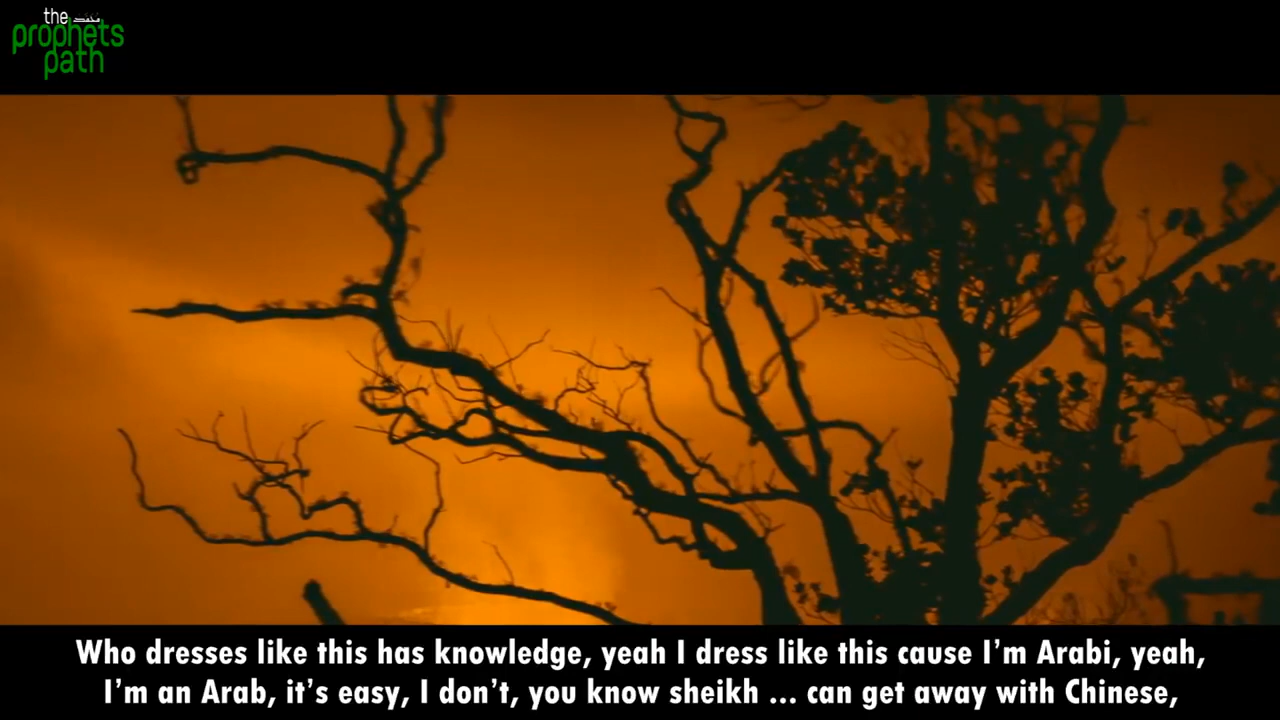 the
prophets
path
Who dresses like this has knowledge, yeah I dress like this cause I'm Arabi, yeah,
I'm an Arab, it's easy, I don't, you know sheikh ... can get away with Chinese,